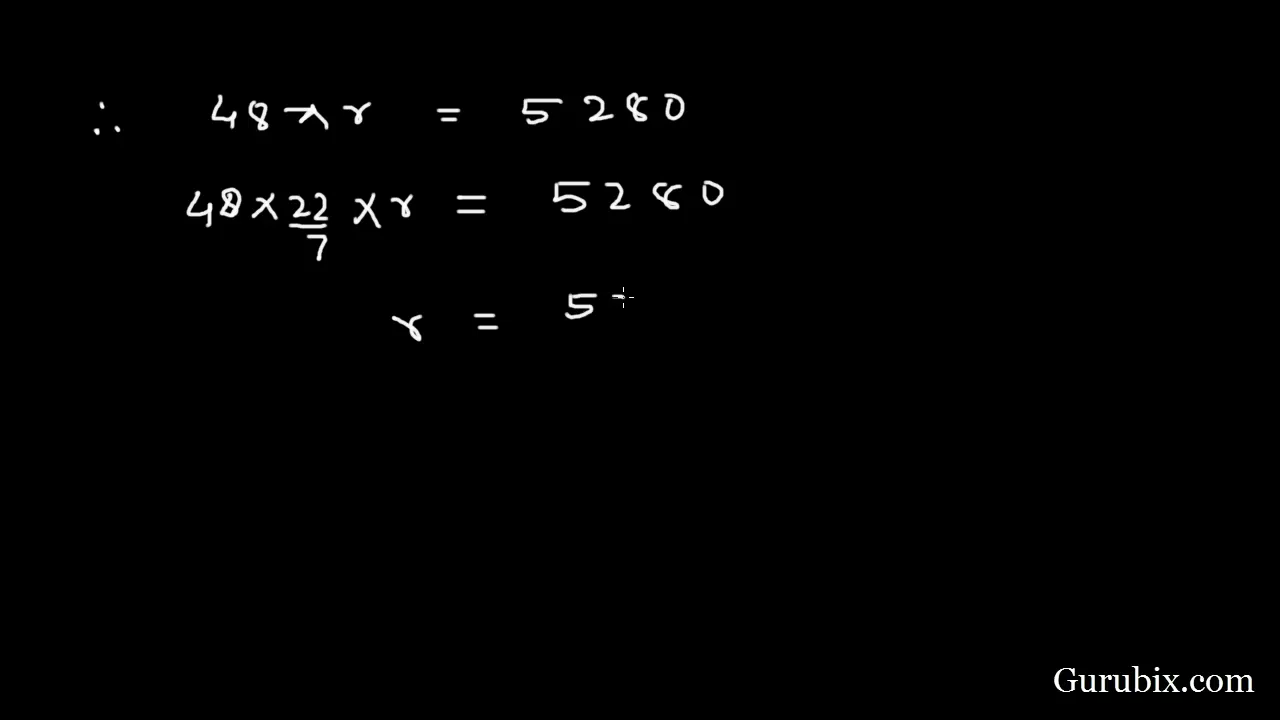 ∴ 48πr = 5280
48 × 22/7 × r = 5280
r = 5
Gurubix.com